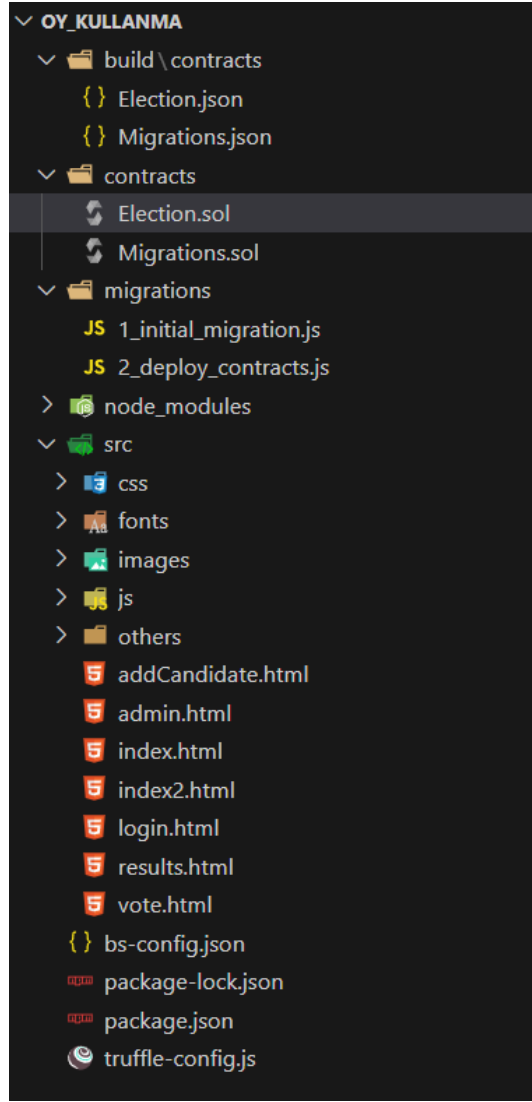 OY_KULLANMA
build\contracts
{} Election.json
{} Migrations.json
contracts
Election.sol
Migrations.sol
migrations
JS 1_initial_migration.js
JS 2_deploy_contracts.js
node_modules
src
css
fonts
images
js
others
addCandidate.html
admin.html
index.html
index2.html
login.html
results.html
vote.html
{} bs-config.json
package-lock.json
package.json
truffle-config.js